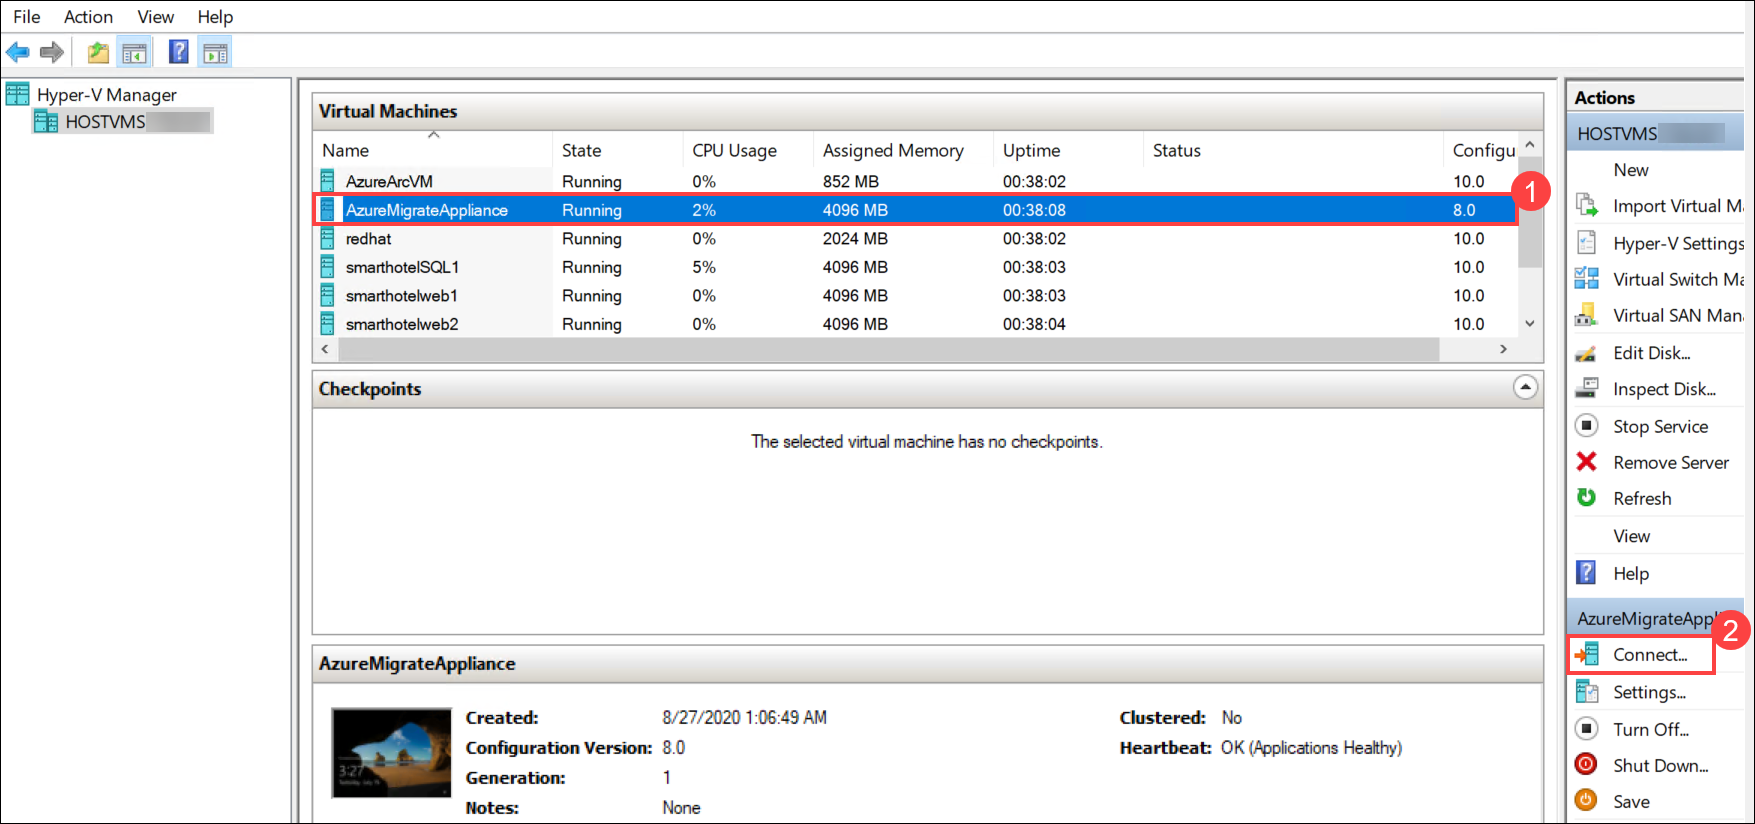 File Action View Help
Hyper-V Manager
HOSTVMS
Virtual Machines
Name State CPU Usage Assigned Memory Uptime Status Configu
AzureArcVM Running 0% 852 MB 00:38:02 10.0
AzureMigrateAppliance Running 2% 4096 MB 00:38:08 8.0
1
redhat Running 0% 2024 MB 00:38:02 10.0
smarthotelSQL1 Running 5% 4096 MB 00:38:03 10.0
smarthotelweb1 Running 0% 4096 MB 00:38:03 10.0
smarthotelweb2 Running 0% 4096 MB 00:38:04 10.0
Checkpoints
The selected virtual machine has no checkpoints.
AzureMigrateAppliance
3:27
Created: 8/27/2020 1:06:49 AM
Configuration Version: 8.0
Generation: 1
Notes: None
Clustered: No
Heartbeat: OK (Applications Healthy)
Actions
HOSTVMS
New
Import Virtual Ma
Hyper-V Settings
Virtual Switch Ma
Virtual SAN Mana
Edit Disk...
Inspect Disk...
Stop Service
Remove Server
Refresh
View
Help
AzureMigrateAppl
2
Connect...
Settings...
Turn Off...
Shut Down...
Save